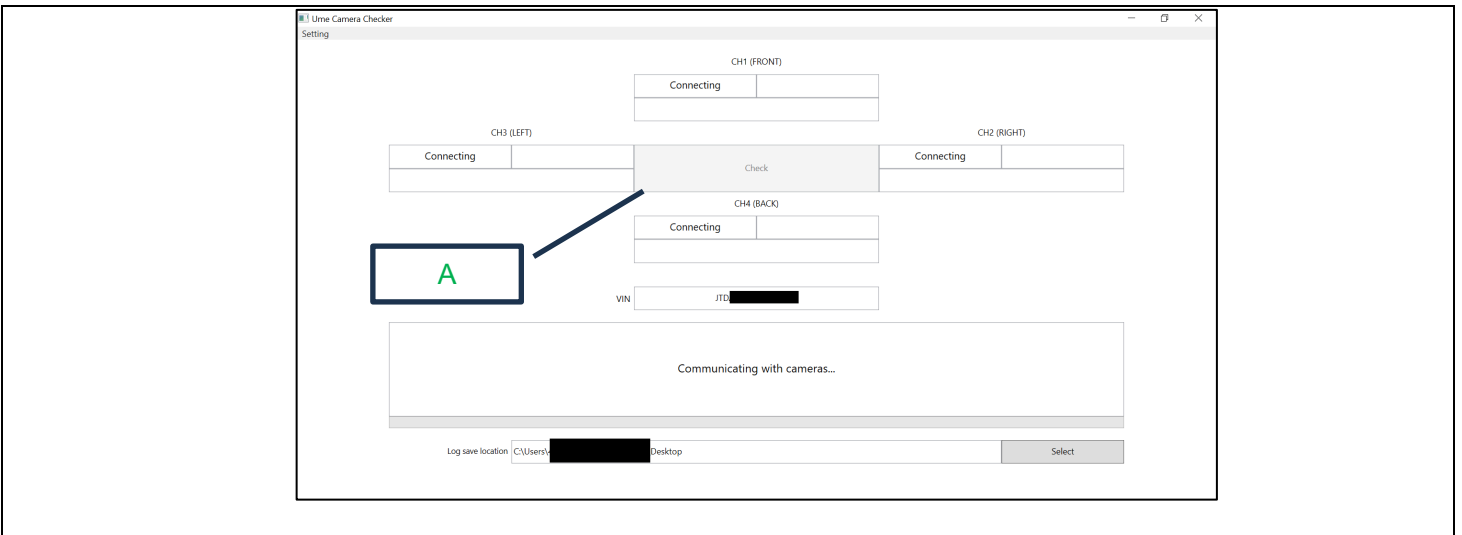 Ume Camera Checker
Setting
CH1 (FRONT)
Connecting
CH3 (LEFT)
CH2 (RIGHT)
Connecting
Check
Connecting
CH4 (BACK)
Connecting
A
VIN JTD
Communicating with cameras...
Log save location C:\Users\ Desktop Select